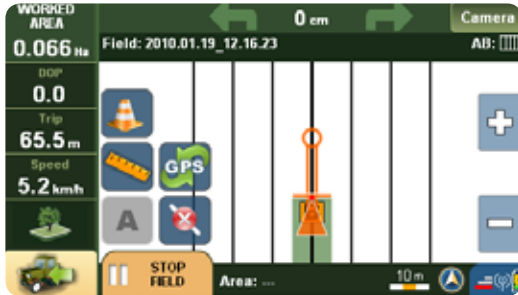 WORKED
AREA
0.066 Ha
DOP
0.0
Trip
65.5 m
Speed
5.2 km/h
0 cm
Camera
Field: 2010.01.19_12.16.23
AB:
GPS
A
STOP
FIELD
Area: ---
10 m